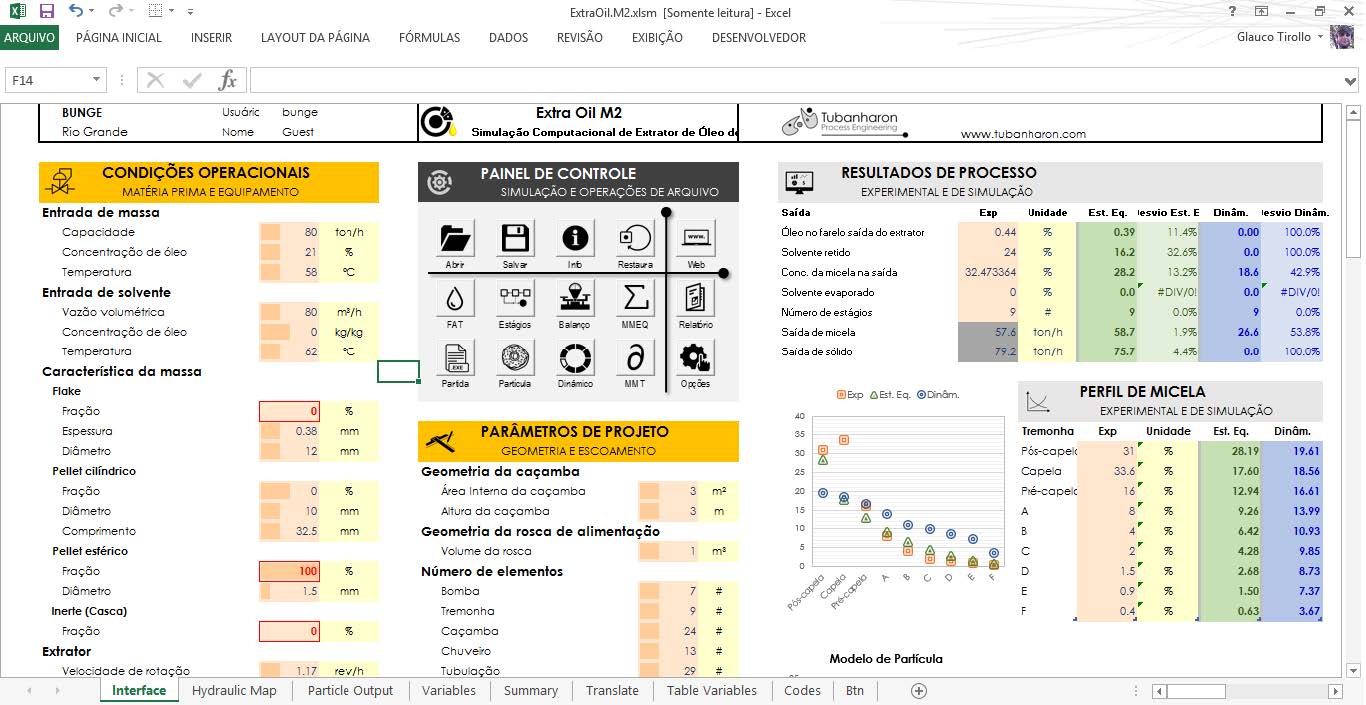 ExtraOil.M2.xlsm [Somente leitura] - Excel
ARQUIVO PÁGINA INICIAL INSERIR LAYOUT DA PÁGINA FÓRMULAS DADOS REVISÃO EXIBIÇÃO DESENVOLVEDOR Glauco Tirollo
F14 fx
BUNGE Usuáric bunge
Rio Grande Nome Guest
Extra Oil M2
Simulação Computacional de Extrator de Óleo de
Tubanharon
Process Engineering
www.tubanharon.com
CONDIÇÕES OPERACIONAIS
MATÉRIA PRIMA E EQUIPAMENTO
Entrada de massa
Capacidade 80 ton/h
Concentração de óleo 21 %
Temperatura 58 ºC
Entrada de solvente
Vazão volumétrica 80 m³/h
Concentração de óleo 0 kg/kg
Temperatura 62 ºC
Característica da massa
Flake
Fração 0 %
Espessura 0.38 mm
Diâmetro 12 mm
Pellet cilíndrico
Fração 0 %
Diâmetro 10 mm
Comprimento 32.5 mm
Pellet esférico
Fração 100 %
Diâmetro 1.5 mm
Inerte (Casca)
Fração 0 %
Extrator
Velocidade de rotação 1.17 rev/h
PAINEL DE CONTROLE
SIMULAÇÃO E OPERAÇÕES DE ARQUIVO
www.
Abrir Salvar Info Restaura Web
FAT Estágios Balanço MMEQ Relatório
.EXE
Partida Partícula Dinâmico MMT Opções
PARÂMETROS DE PROJETO
GEOMETRIA E ESCOAMENTO
Geometria da caçamba
Área Interna da caçamba 3 m²
Altura da caçamba 3 m
Geometria da rosca de alimentação
Volume da rosca 1 m³
Número de elementos
Bomba 7 #
Tremonha 9 #
Caçamba 24 #
Chuveiro 13 #
Tubulação 29 #
RESULTADOS DE PROCESSO
EXPERIMENTAL E DE SIMULAÇÃO
Saída Exp Unidade Est. Eq. Desvio Est. E Dinâm. Desvio Dinâm.
Óleo no farelo saída do extrator 0.44 % 0.39 11.4% 0.00 100.0%
Solvente retido 24 % 16.2 32.6% 0.0 100.0%
Conc. da micela na saída 32.473364 % 28.2 13.2% 18.6 42.9%
Solvente evaporado 0 % 0.0 #DIV/0! 0.0 #DIV/0!
Número de estágios 9 # 9 0.0% 9 0.0%
Saída de micela 57.6 ton/h 58.7 1.9% 26.6 53.8%
Saída de sólido 79.2 ton/h 75.7 4.4% 0.0 100.0%
Exp Est. Eq. Dinâm.
40
35
30
25
20
15
10
5
0
Pós-capela Capela Pré-capela A B C D E F
PERFIL DE MICELA
EXPERIMENTAL E DE SIMULAÇÃO
Tremonha Exp Unidade Est. Eq. Dinâm.
Pós-capela 31 % 28.19 19.61
Capela 33.6 % 17.60 18.56
Pré-capela 16 % 12.94 16.61
A 8 % 9.26 13.99
B 4 % 6.42 10.93
C 2 % 4.28 9.85
D 1.5 % 2.68 8.73
E 0.9 % 1.50 7.37
F 0.4 % 0.63 3.67
Modelo de Partícula
Interface Hydraulic Map Particle Output Variables Summary Translate Table Variables Codes Btn